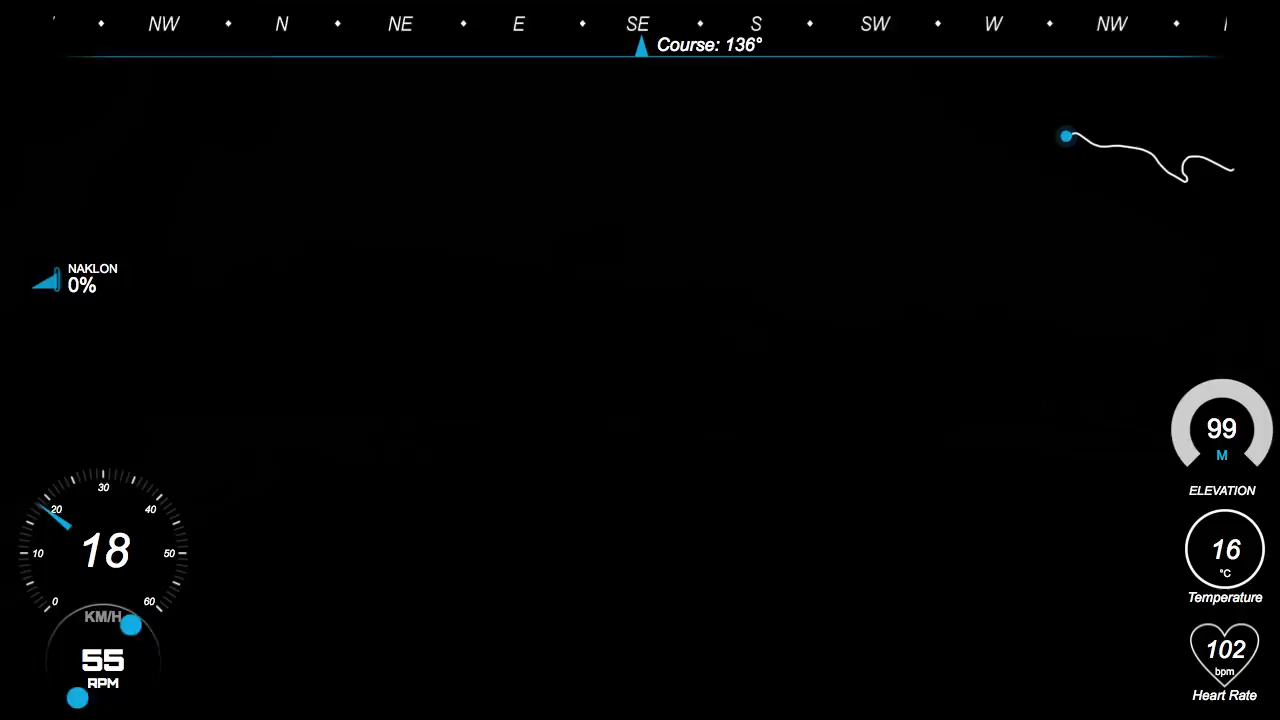 NW N NE E SE S SW W NW
Course: 136°
NAKLON
0%
99
M
ELEVATION
16
°C
Temperature
102
bpm
Heart Rate
0 10 20 30 40 50 60
18
KM/H
55
RPM